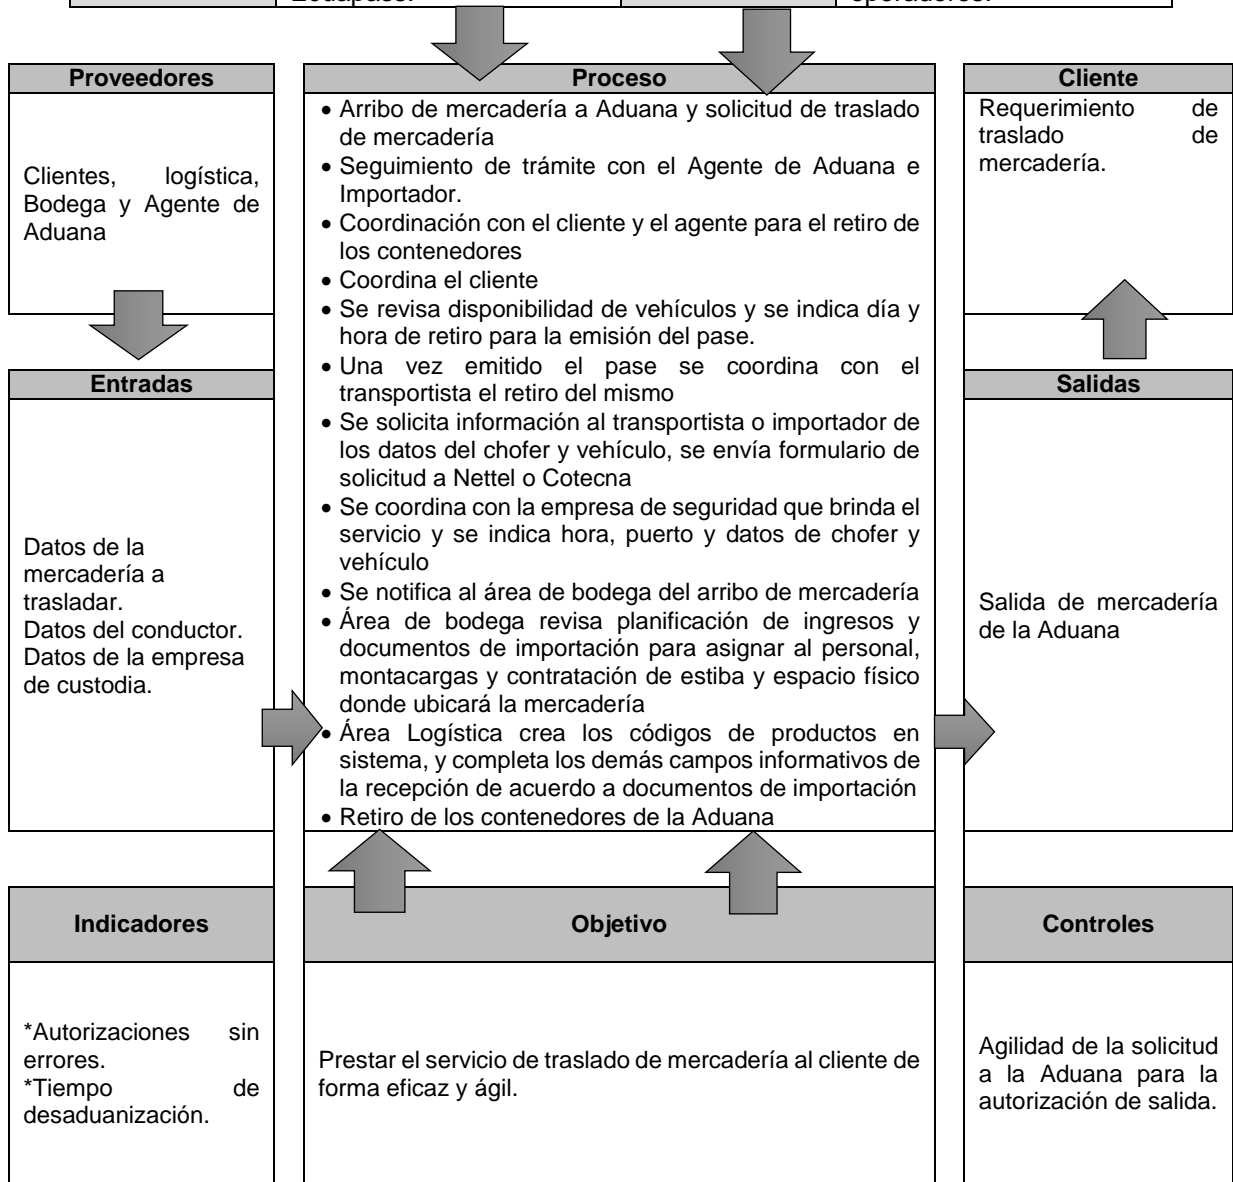 Proveedores
Clientes, logística,
Bodega y Agente de
Aduana
Entradas
Datos de la
mercadería a
trasladar.
Datos del conductor.
Datos de la empresa
de custodia.
Proceso
• Arribo de mercadería a Aduana y solicitud de traslado
de mercadería
• Seguimiento de trámite con el Agente de Aduana e
Importador.
• Coordinación con el cliente y el agente para el retiro de
los contenedores
• Coordina el cliente
• Se revisa disponibilidad de vehículos y se indica día y
hora de retiro para la emisión del pase.
• Una vez emitido el pase se coordina con el
transportista el retiro del mismo
• Se solicita información al transportista o importador de
los datos del chofer y vehículo, se envía formulario de
solicitud a Nettel o Cotecna
• Se coordina con la empresa de seguridad que brinda el
servicio y se indica hora, puerto y datos de chofer y
vehículo
• Se notifica al área de bodega del arribo de mercadería
• Área de bodega revisa planificación de ingresos y
documentos de importación para asignar al personal,
montacargas y contratación de estiba y espacio físico
donde ubicará la mercadería
• Área Logística crea los códigos de productos en
sistema, y completa los demás campos informativos de
la recepción de acuerdo a documentos de importación
• Retiro de los contenedores de la Aduana
Cliente
Requerimiento de
traslado de
mercadería.
Salidas
Salida de mercadería
de la Aduana
Indicadores
*Autorizaciones sin
errores.
*Tiempo de
desaduanización.
Objetivo
Prestar el servicio de traslado de mercadería al cliente de
forma eficaz y ágil.
Controles
Agilidad de la solicitud
a la Aduana para la
autorización de salida.